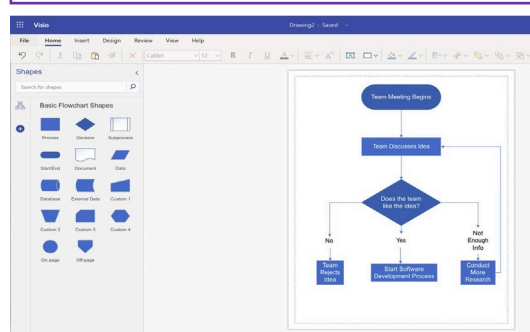 Visio
Drawing2 - Saved
File Home Insert Design Review View Help
Calibri 12 B I U
Shapes
Search for shapes
Basic Flowchart Shapes
Process Decision Subprocess
Start/End Document Data
Database External Data Custom 1
Custom 2 Custom 3 Custom 4
On page Off-page
Team Meeting Begins
Team Discusses Idea
Does the team
like the idea?
No
Yes
Not
Enough
Info
Team
Rejects
Idea
Start Software
Development Process
Conduct
More
Research